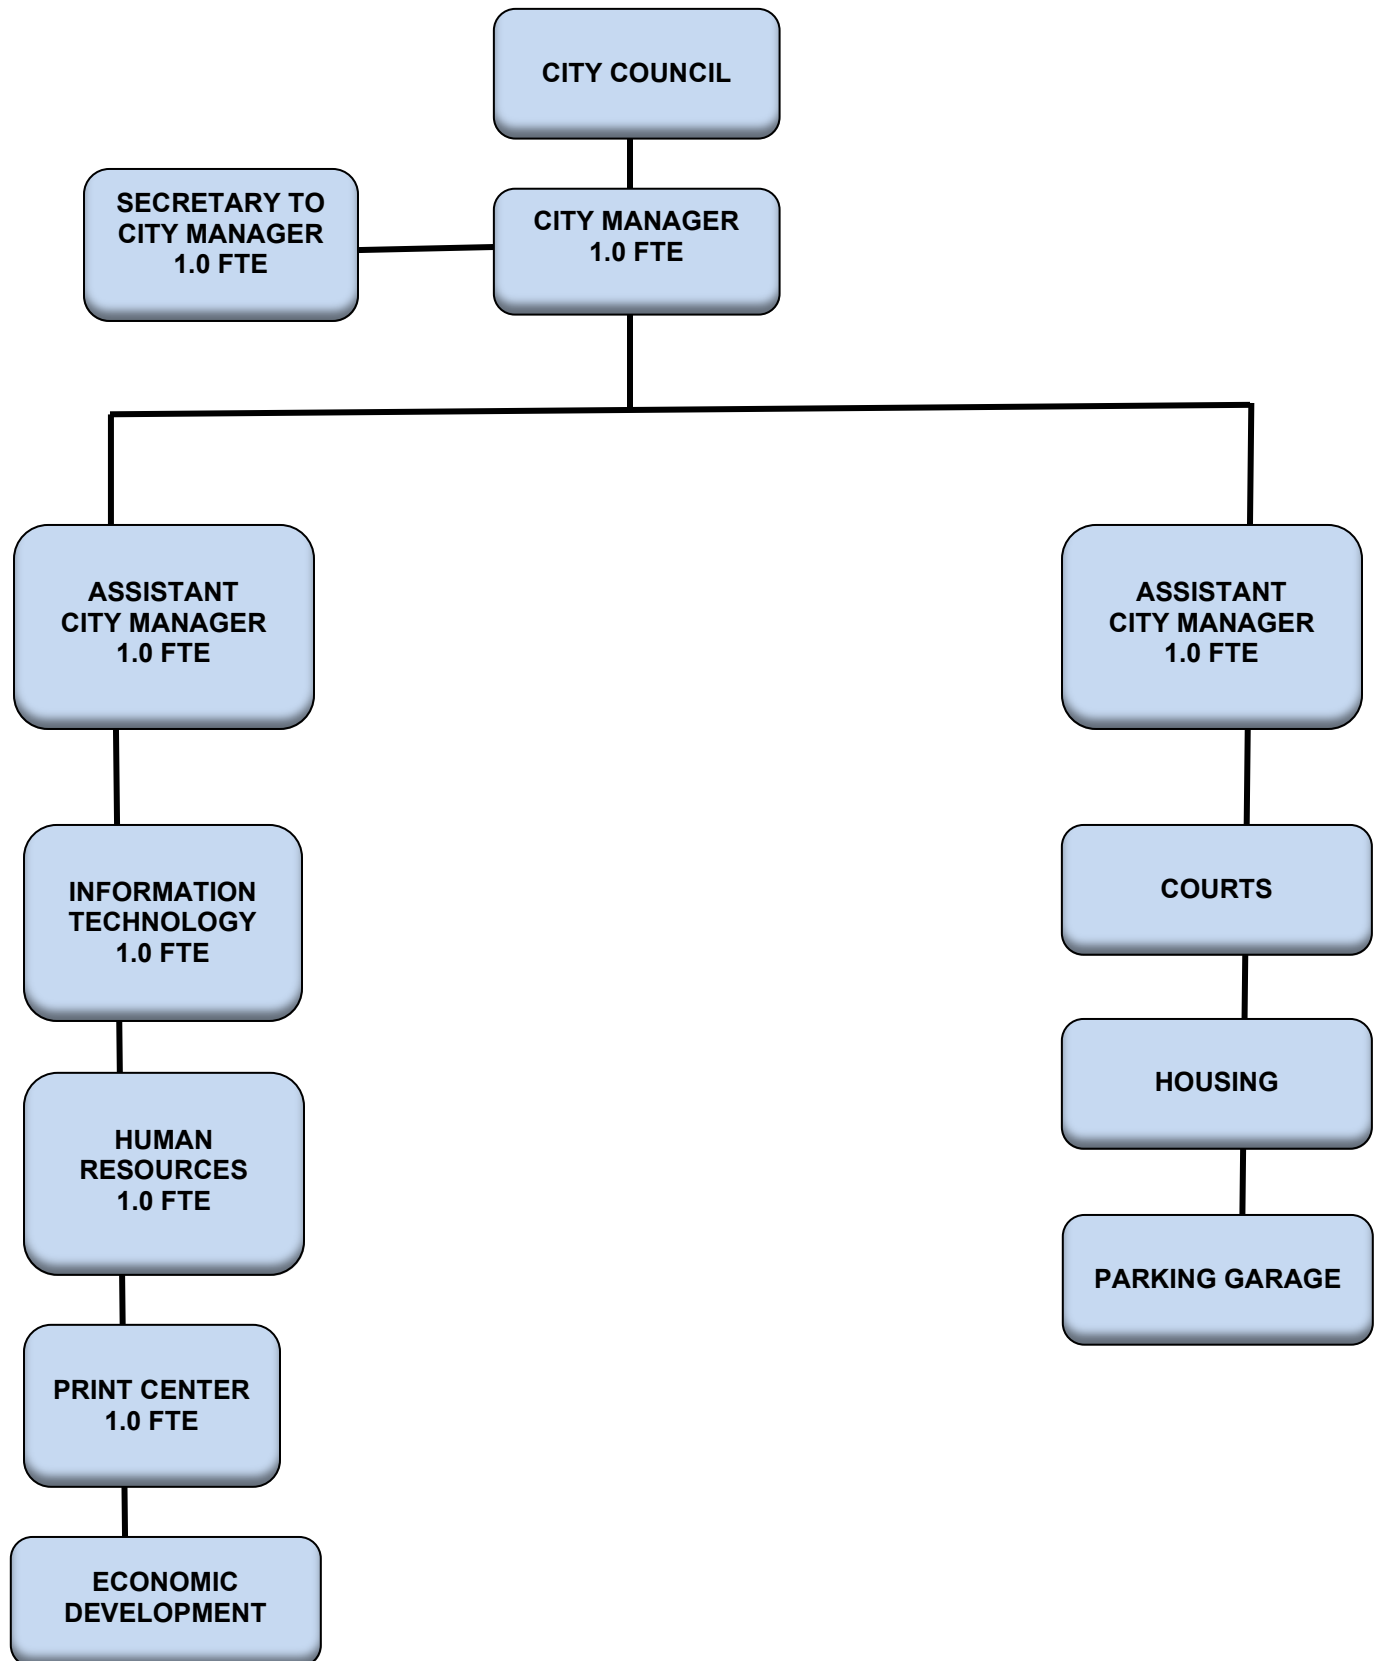 CITY COUNCIL
SECRETARY TO
CITY MANAGER
1.0 FTE
CITY MANAGER
1.0 FTE
ASSISTANT
CITY MANAGER
1.0 FTE
ASSISTANT
CITY MANAGER
1.0 FTE
INFORMATION
TECHNOLOGY
1.0 FTE
COURTS
HUMAN
RESOURCES
1.0 FTE
HOUSING
PARKING GARAGE
PRINT CENTER
1.0 FTE
ECONOMIC
DEVELOPMENT